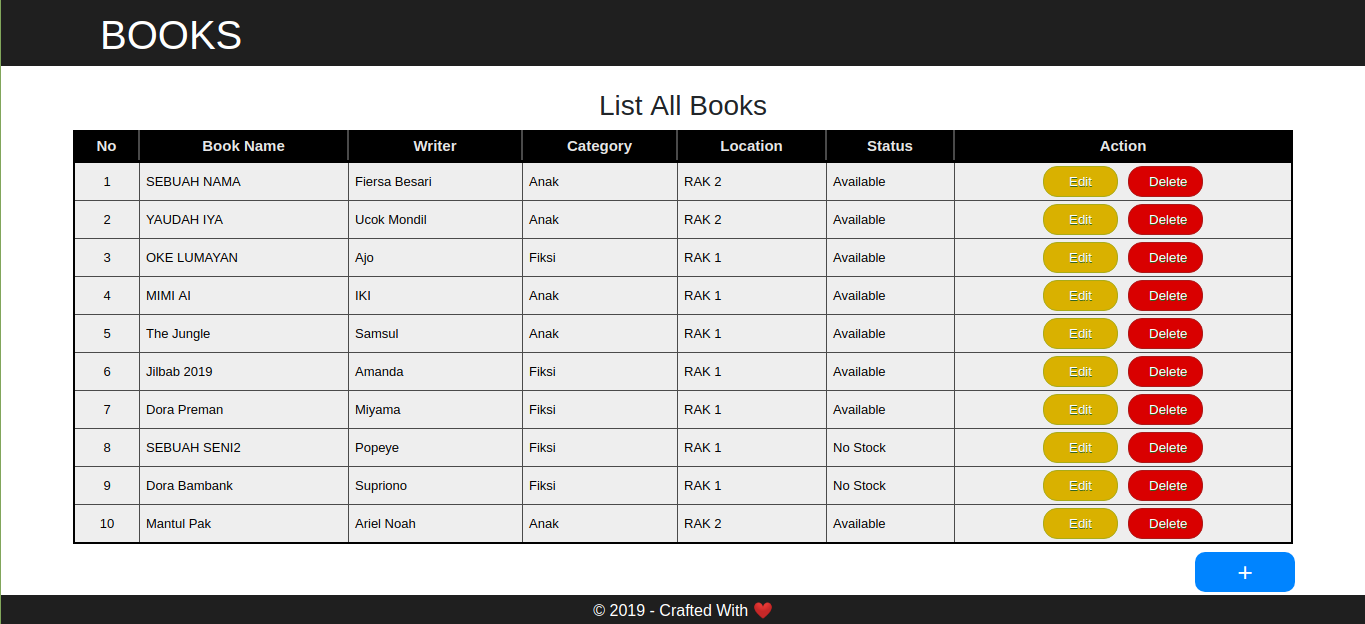 BOOKS
List All Books
No Book Name Writer Category Location Status Action
1 SEBUAH NAMA Fiersa Besari Anak RAK 2 Available Edit Delete
2 YAUDAH IYA Ucok Mondil Anak RAK 2 Available Edit Delete
3 OKE LUMAYAN Ajo Fiksi RAK 1 Available Edit Delete
4 MIMI AI IKI Anak RAK 1 Available Edit Delete
5 The Jungle Samsul Anak RAK 1 Available Edit Delete
6 Jilbab 2019 Amanda Fiksi RAK 1 Available Edit Delete
7 Dora Preman Miyama Fiksi RAK 1 Available Edit Delete
8 SEBUAH SENI2 Popeye Fiksi RAK 1 No Stock Edit Delete
9 Dora Bambank Supriono Fiksi RAK 1 No Stock Edit Delete
10 Mantul Pak Ariel Noah Anak RAK 2 Available Edit Delete
+
© 2019 - Crafted With ❤️